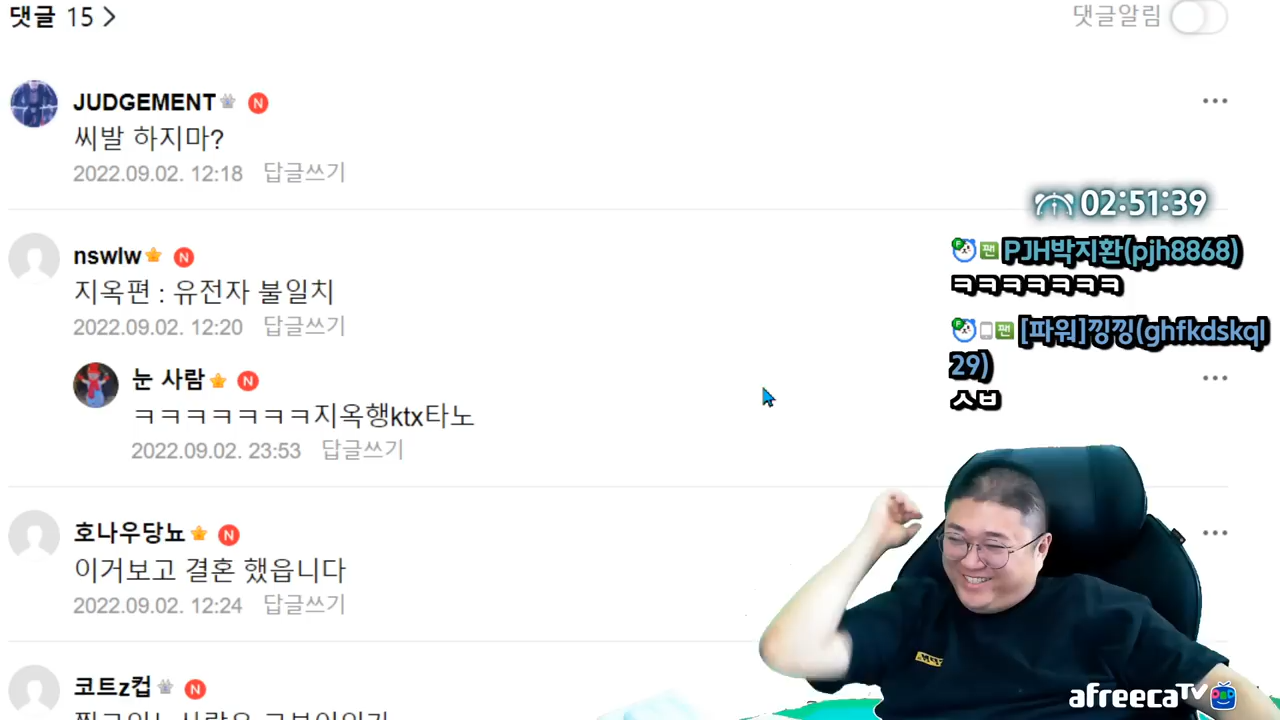 댓글 15
댓글알림
JUDGEMENT N
씨발 하지마?
2022.09.02. 12:18 답글쓰기
02:51:39
nswlw N
지옥편 : 유전자 불일치
2022.09.02. 12:20 답글쓰기
팬 PJH박지환(pjh8868)
ㅋㅋㅋㅋㅋㅋㅋ
팬 [파워]낑낑(ghfkdskql
29)
ㅅㅂ
눈 사람 N
ㅋㅋㅋㅋㅋㅋㅋ지옥행ktx타노
2022.09.02. 23:53 답글쓰기
호나우당뇨 N
이거보고 결혼 했읍니다
2022.09.02. 12:24 답글쓰기
코트z컵 N
afreecaTV